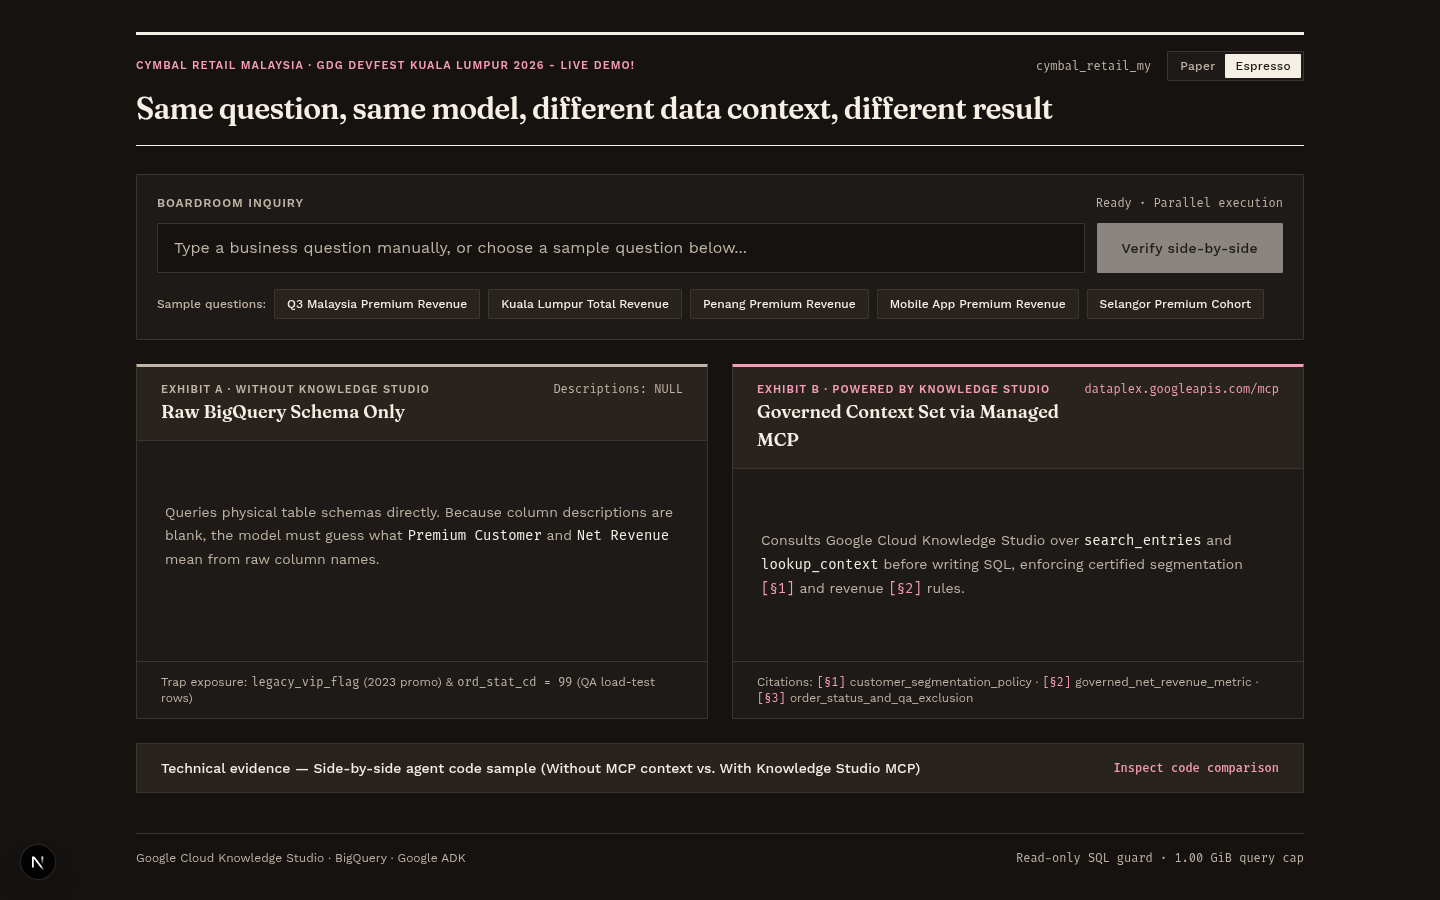 CYMBAL RETAIL MALAYSIA · GDG DEVFEST KUALA LUMPUR 2026 - LIVE DEMO!
cymbal_retail_my
Paper
Espresso
Same question, same model, different data context, different result
BOARDROOM INQUIRY
Ready · Parallel execution
Type a business question manually, or choose a sample question below...
Verify side-by-side
Sample questions:
Q3 Malaysia Premium Revenue
Kuala Lumpur Total Revenue
Penang Premium Revenue
Mobile App Premium Revenue
Selangor Premium Cohort
EXHIBIT A · WITHOUT KNOWLEDGE STUDIO
Descriptions: NULL
Raw BigQuery Schema Only
Queries physical table schemas directly. Because column descriptions are
blank, the model must guess what Premium Customer and Net Revenue
mean from raw column names.
Trap exposure: legacy_vip_flag (2023 promo) & ord_stat_cd = 99 (QA load-test
rows)
EXHIBIT B · POWERED BY KNOWLEDGE STUDIO
dataplex.googleapis.com/mcp
Governed Context Set via Managed
MCP
Consults Google Cloud Knowledge Studio over search_entries and
lookup_context before writing SQL, enforcing certified segmentation
[§1] and revenue [§2] rules.
Citations: [§1] customer_segmentation_policy · [§2] governed_net_revenue_metric ·
[§3] order_status_and_qa_exclusion
Technical evidence — Side-by-side agent code sample (Without MCP context vs. With Knowledge Studio MCP)
Inspect code comparison
N
Google Cloud Knowledge Studio · BigQuery · Google ADK
Read-only SQL guard · 1.00 GiB query cap